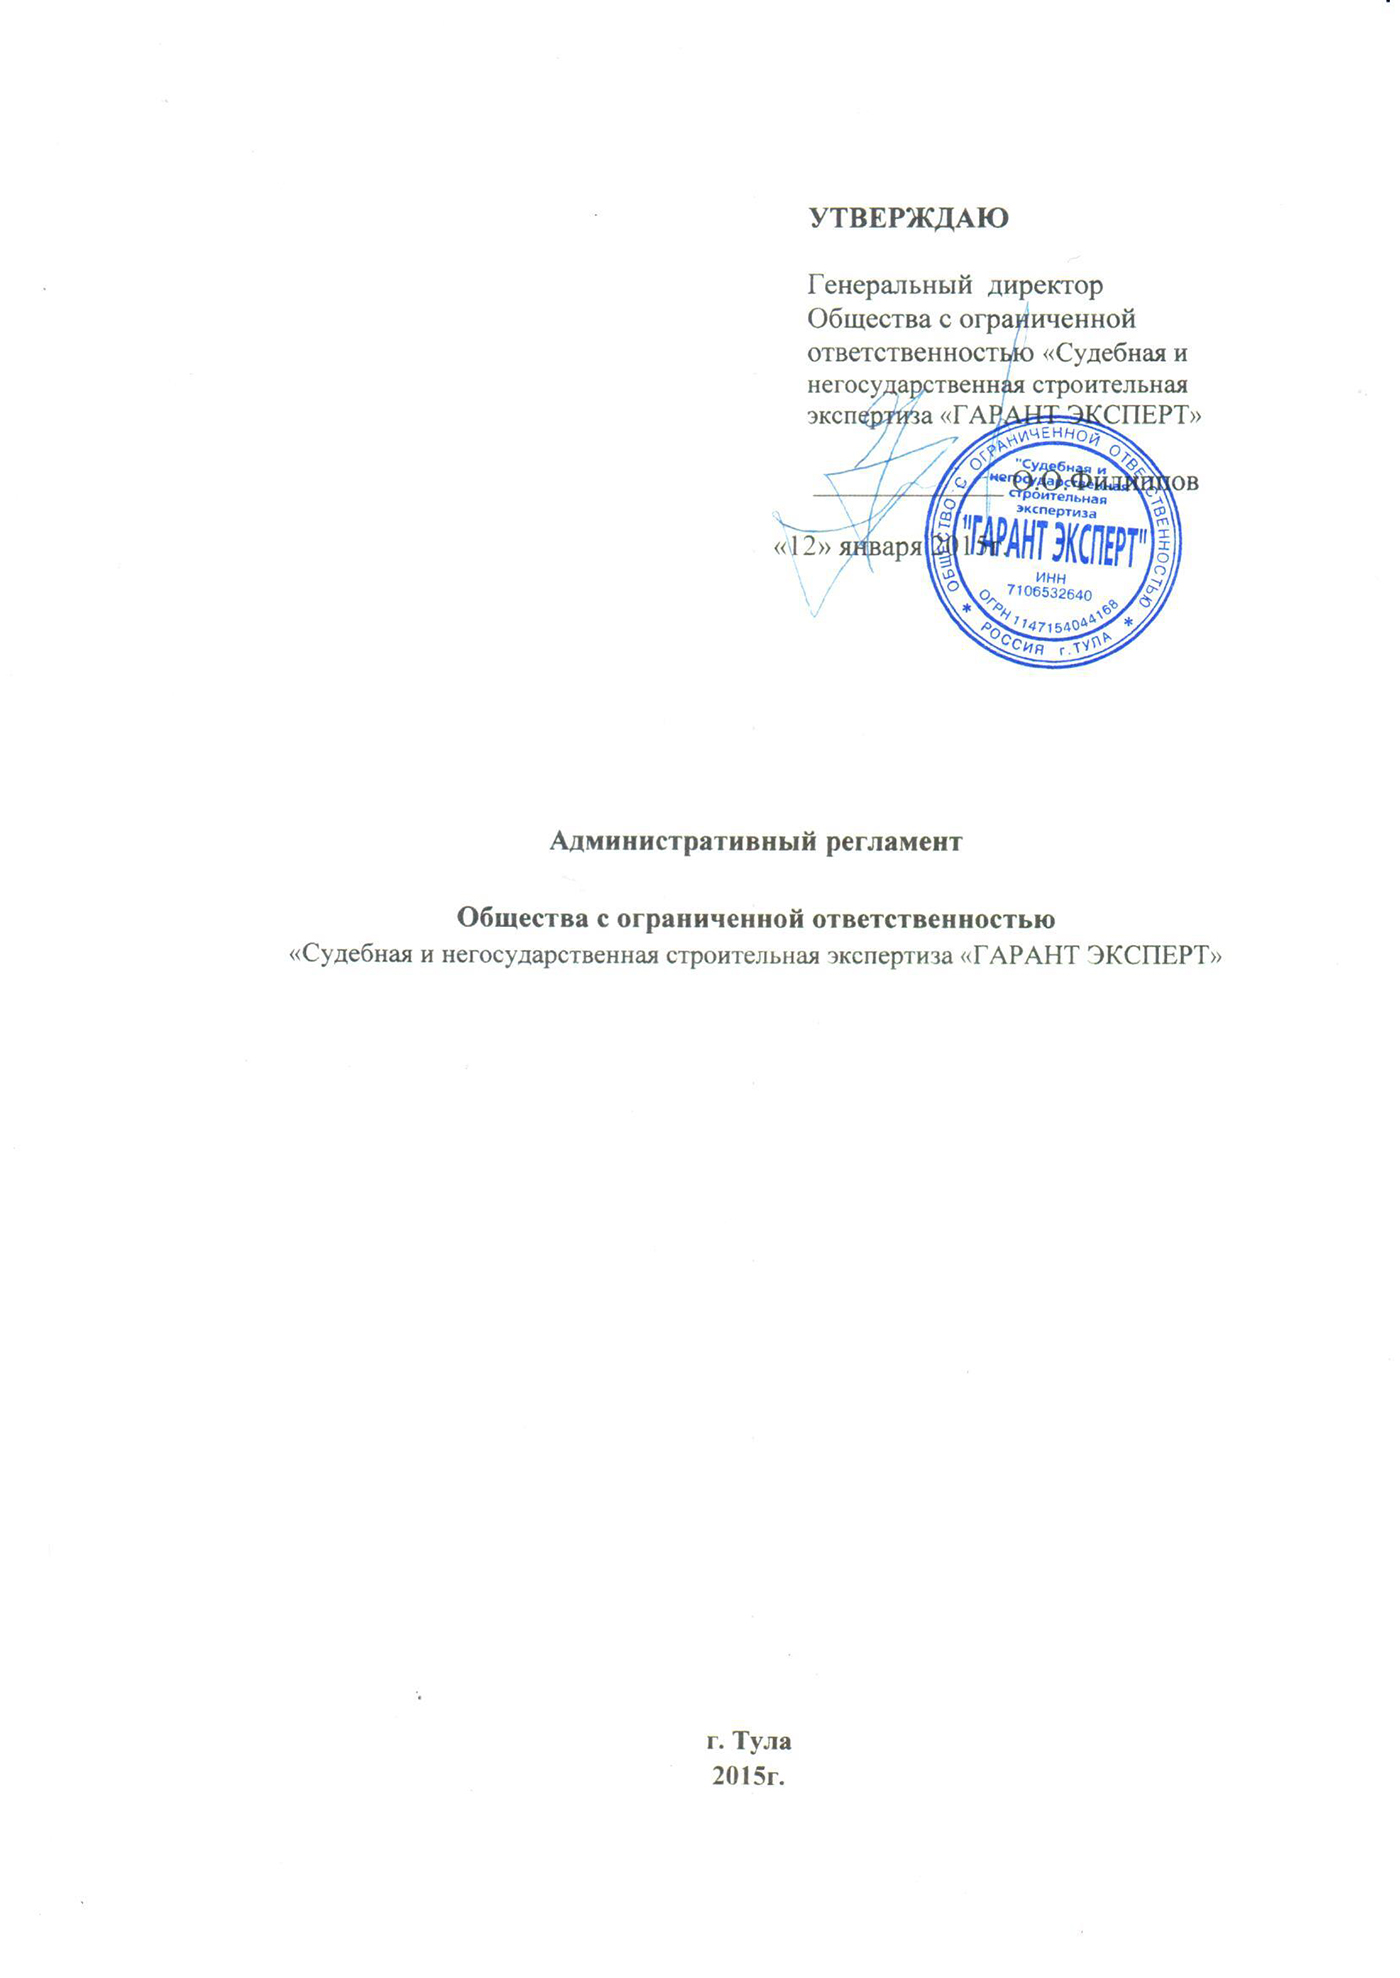 УТВЕРЖДАЮ
Генеральный директор
Общества с ограниченной
ответственностью «Судебная и
негосударственная строительная
экспертиза «ГАРАНТ ЭКСПЕРТ»
О.О.Филиппов
«12» января 2015г.
ОБЩЕСТВО С ОГРАНИЧЕННОЙ ОТВЕТСТВЕННОСТЬЮ
"Судебная и
негосударственная
строительная
экспертиза
"ГАРАНТ ЭКСПЕРТ"
ИНН
7106532640
ОГРН 1147154044168
* РОССИЯ г.ТУЛА *
Административный регламент
Общества с ограниченной ответственностью
«Судебная и негосударственная строительная экспертиза «ГАРАНТ ЭКСПЕРТ»
г. Тула
2015г.